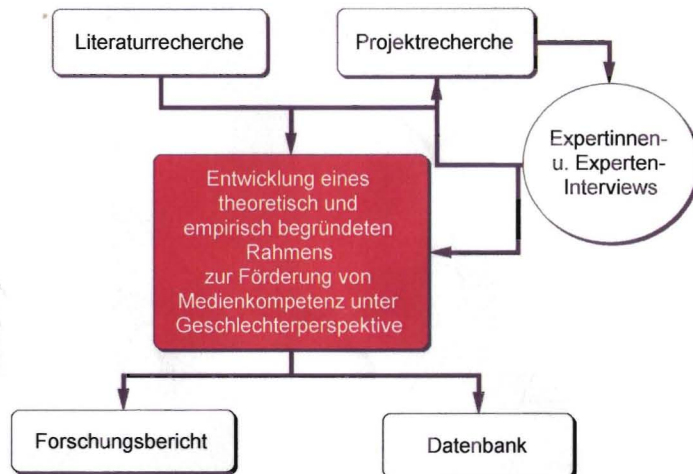 Literaturrecherche
Projektrecherche
Expertinnen-
u. Experten-
Interviews
Entwicklung eines
theoretisch und
empirisch begründeten
Rahmens
zur Förderung von
Medienkompetenz unter
Geschlechterperspektive
Forschungsbericht
Datenbank